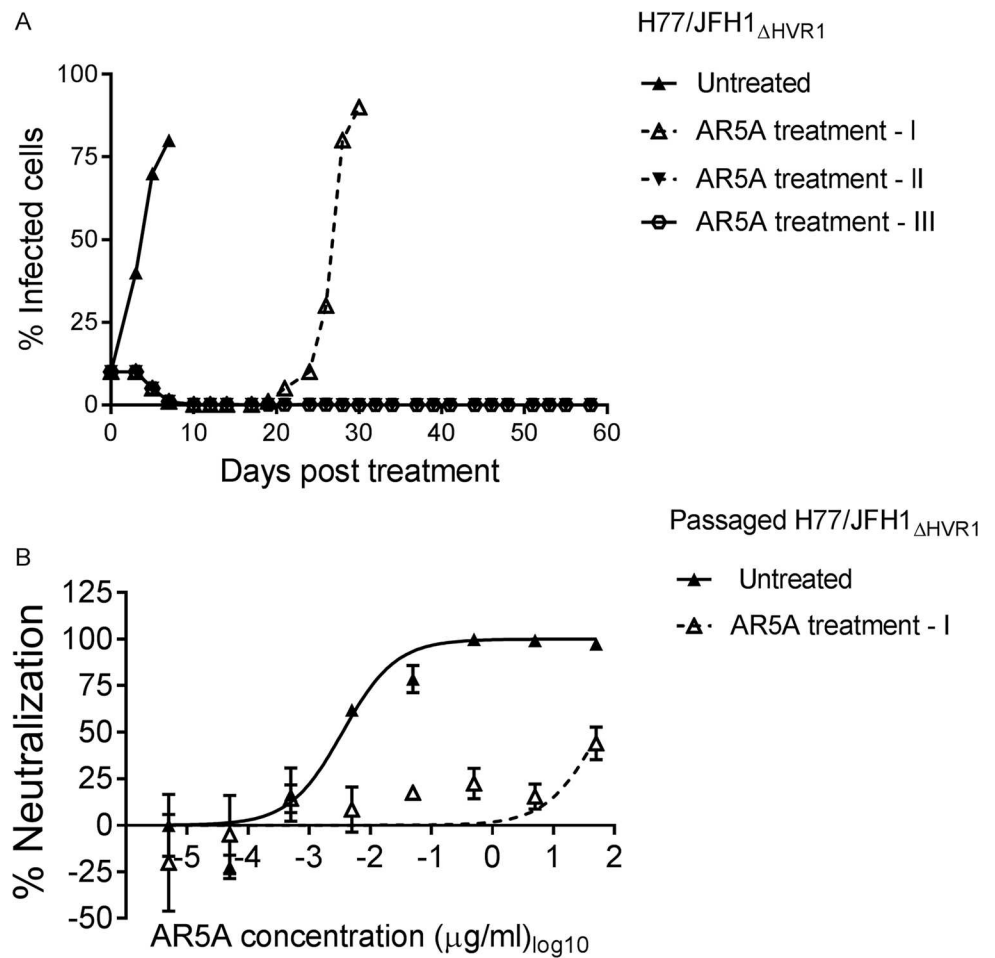 A
H77/JFH1ΔHVR1
Untreated
AR5A treatment - I
AR5A treatment - II
AR5A treatment - III
% Infected cells
100
75
50
25
0
0 10 20 30 40 50 60
Days post treatment
B
Passaged H77/JFH1ΔHVR1
Untreated
AR5A treatment - I
% Neutralization
125
100
75
50
25
0
-25
-50
-5 -4 -3 -2 -1 0 1 2
AR5A concentration (μg/ml)log10